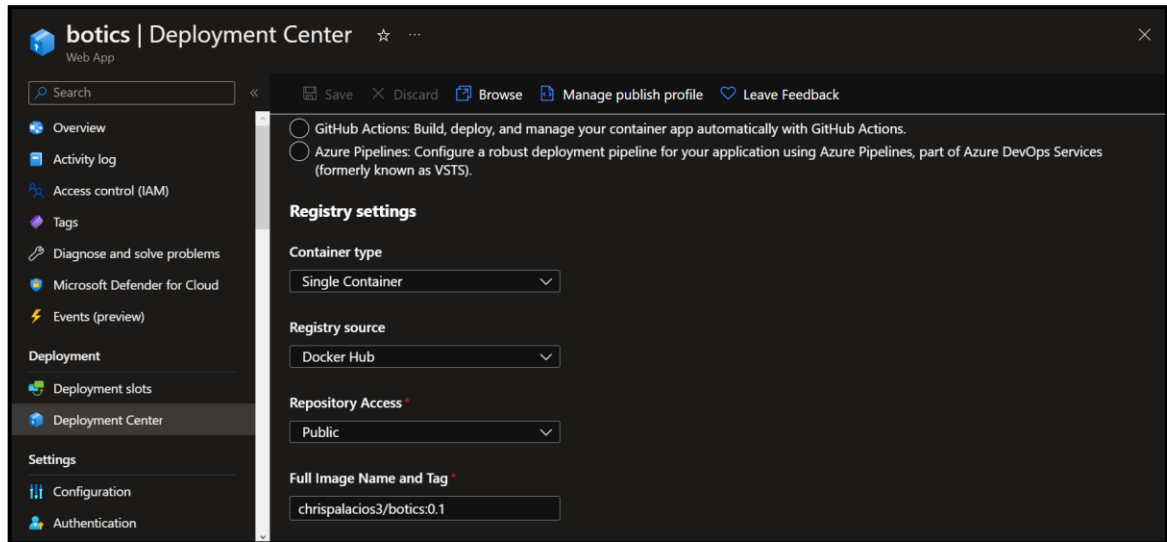 botics | Deployment Center
Web App
Search
Overview
Activity log
Access control (IAM)
Tags
Diagnose and solve problems
Microsoft Defender for Cloud
Events (preview)
Deployment
Deployment slots
Deployment Center
Settings
Configuration
Authentication
Save Discard Browse Manage publish profile Leave Feedback
GitHub Actions: Build, deploy, and manage your container app automatically with GitHub Actions.
Azure Pipelines: Configure a robust deployment pipeline for your application using Azure Pipelines, part of Azure DevOps Services
(formerly known as VSTS).
Registry settings
Container type
Single Container
Registry source
Docker Hub
Repository Access *
Public
Full Image Name and Tag *
chrispalacios3/botics:0.1